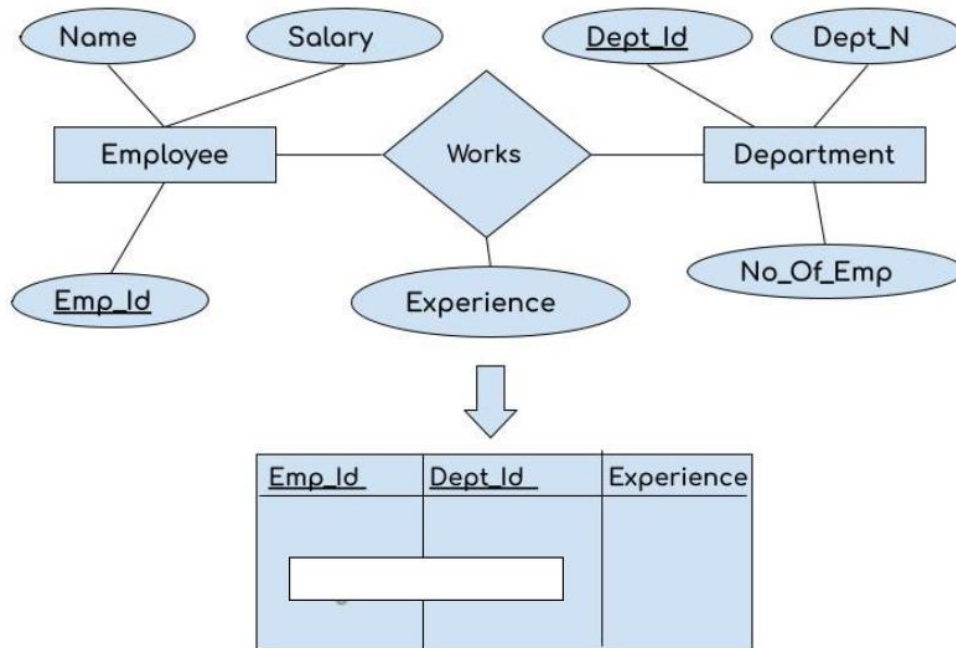 Name
Salary
Dept_Id
Dept_N
Employee
Works
Department
Emp_Id
Experience
No_Of_Emp
Emp_Id
Dept_Id
Experience